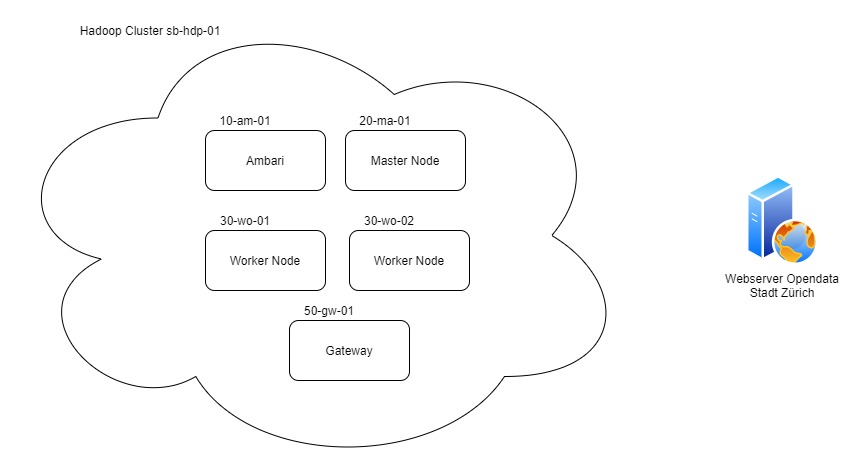 Hadoop Cluster sb-hdp-01
10-am-01
20-ma-01
Ambari
Master Node
30-wo-01
30-wo-02
Worker Node
Worker Node
50-gw-01
Gateway
Webserver Opendata
Stadt Zürich